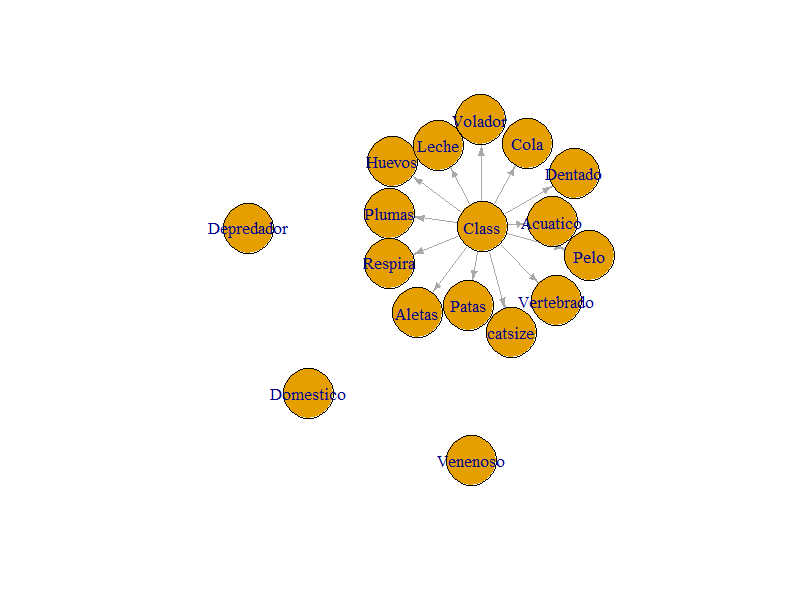 Volador
Leche
Cola
Huevos
Dentado
Plumas
Acuatico
Class
Depredador
Pelo
Respira
Vertebrado
Patas
Aletas
catsize
Domestico
Venenoso